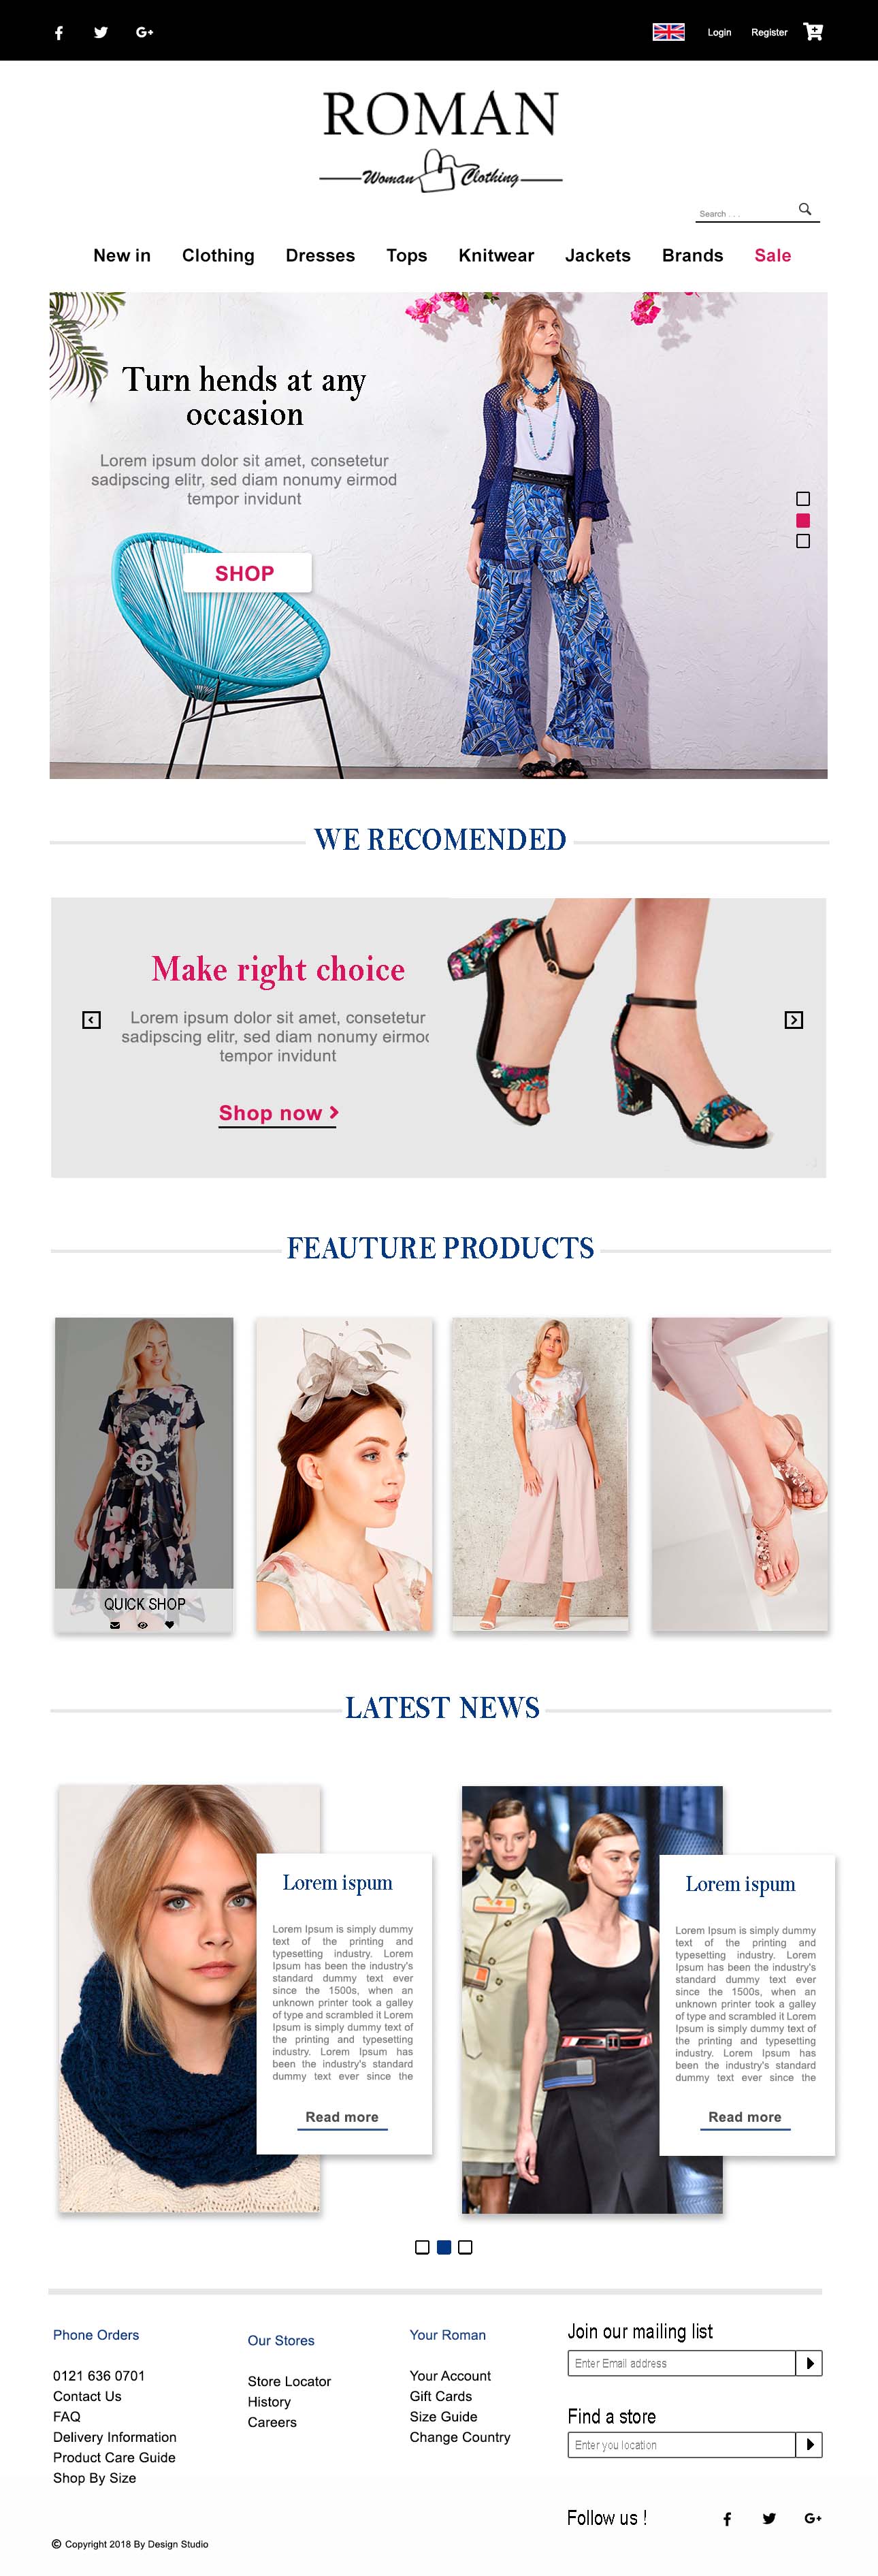 Login Register
ROMAN
Woman Clothing
Search . . .
New in Clothing Dresses Tops Knitwear Jackets Brands Sale
Turn hends at any
occasion
Lorem ipsum dolor sit amet, consetetur
sadipscing elitr, sed diam nonumy eirmod
tempor invidunt
SHOP
WE RECOMENDED
Make right choice
Lorem ipsum dolor sit amet, consetetur
sadipscing elitr, sed diam nonumy eirmod
tempor invidunt
Shop now
FEAUTURE PRODUCTS
QUICK SHOP
LATEST NEWS
Lorem ispum
Lorem Ipsum is simply dummy
text of the printing and
typesetting industry. Lorem
Ipsum has been the industry's
standard dummy text ever
since the 1500s, when an
unknown printer took a galley
of type and scrambled it Lorem
Ipsum is simply dummy text of
the printing and typesetting
industry. Lorem Ipsum has
been the industry's standard
dummy text ever since the
Read more
Lorem ispum
Lorem Ipsum is simply dummy
text of the printing and
typesetting industry. Lorem
Ipsum has been the industry's
standard dummy text ever
since the 1500s, when an
unknown printer took a galley
of type and scrambled it Lorem
Ipsum is simply dummy text of
the printing and typesetting
industry. Lorem Ipsum has
been the industry's standard
dummy text ever since the
Read more
Phone Orders
0121 636 0701
Contact Us
FAQ
Delivery Information
Product Care Guide
Shop By Size
Our Stores
Store Locator
History
Careers
Your Roman
Your Account
Gift Cards
Size Guide
Change Country
Join our mailing list
Enter Email address
Find a store
Enter you location
Follow us !
© Copyright 2018 By Design Studio